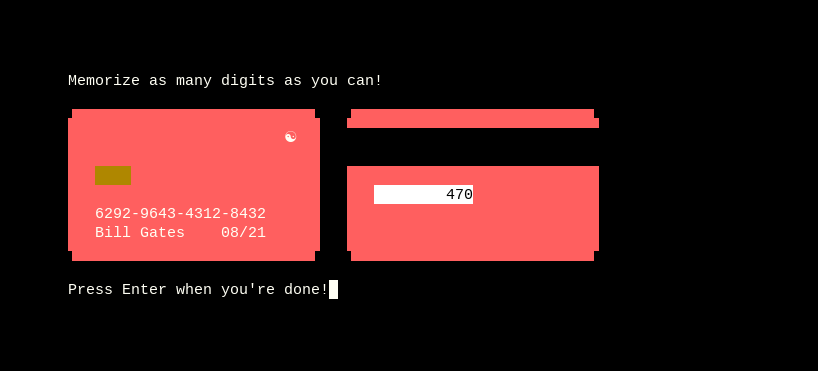 Memorize as many digits as you can!
☯
470
6292-9643-4312-8432
Bill Gates    08/21
Press Enter when you're done!